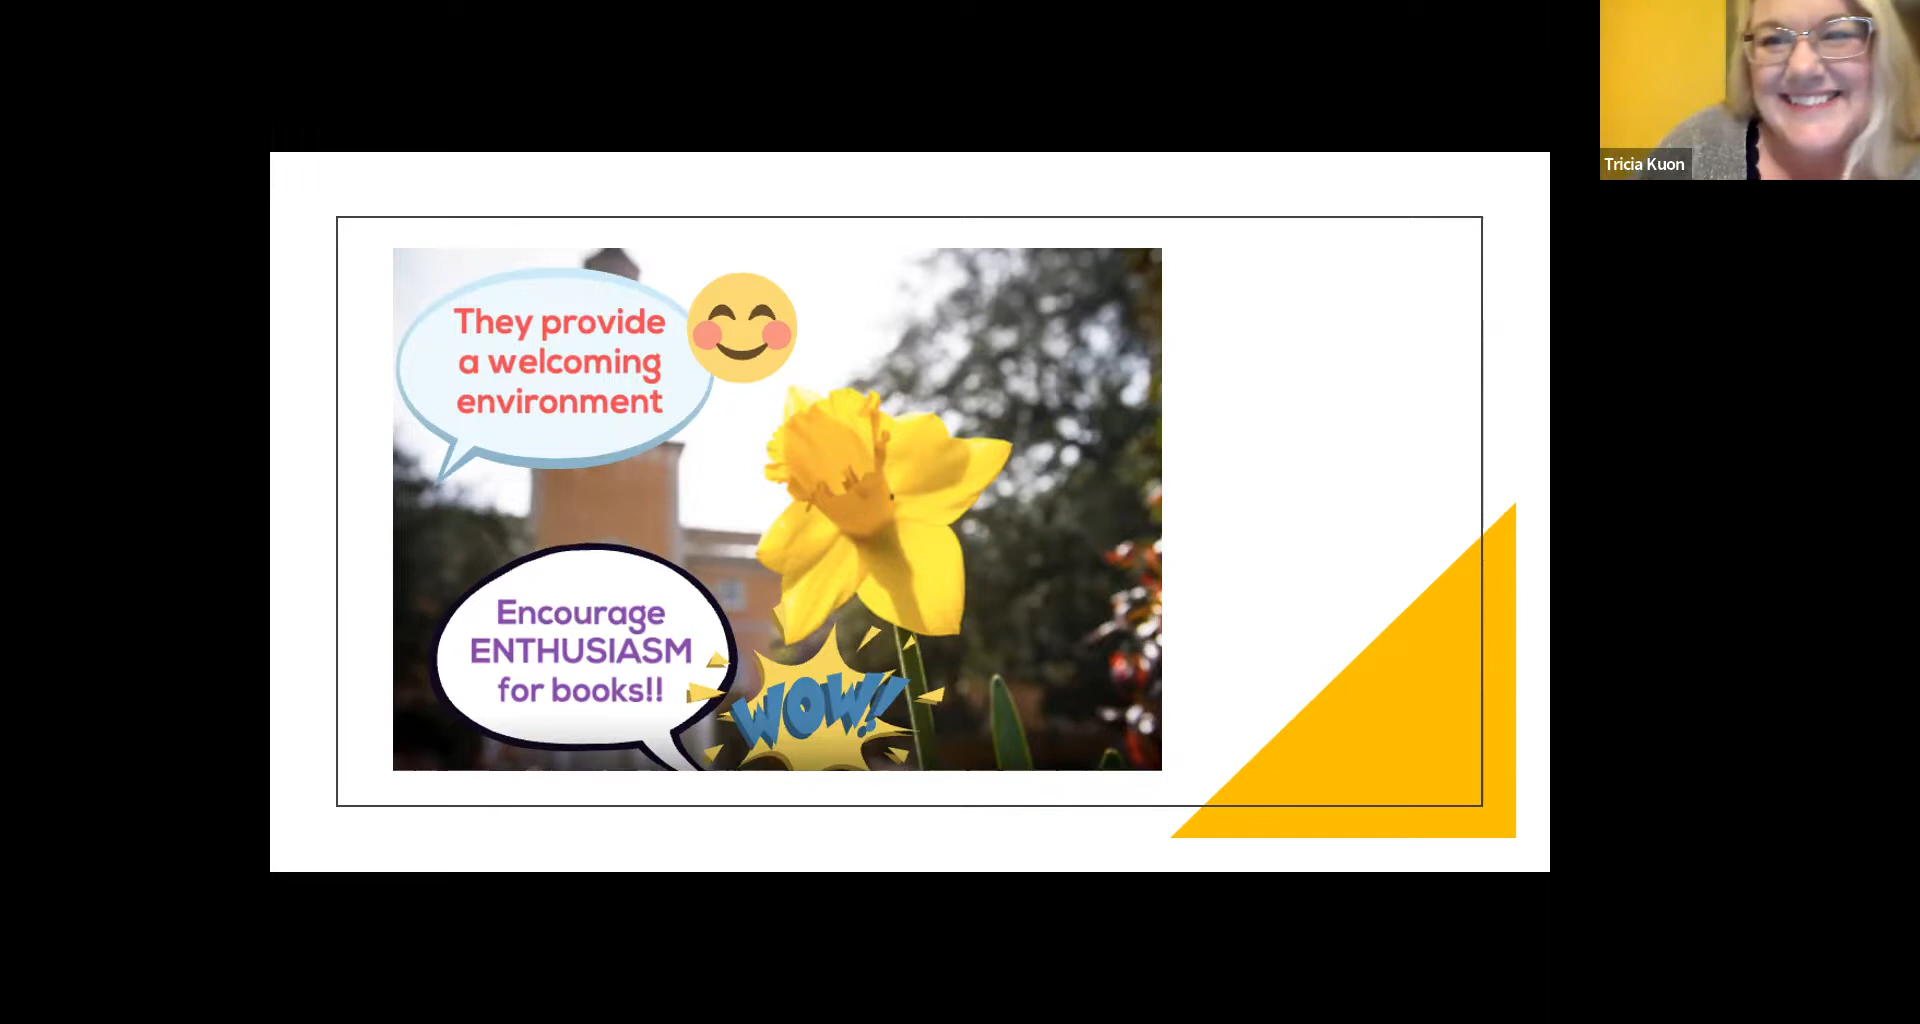 Tricia Kuon
They provide
a welcoming
environment
Encourage
ENTHUSIASM
for books!!
WOW!!